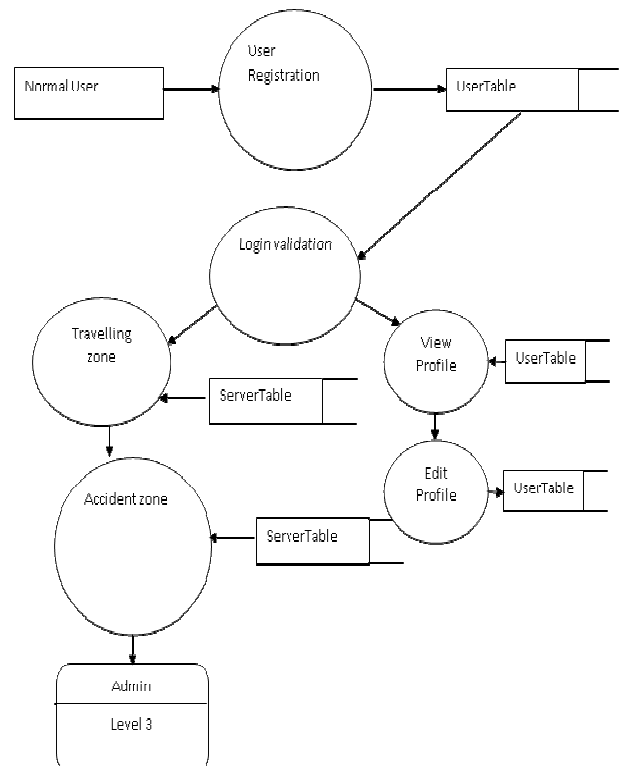 User
Registration
Normal User
UserTable
Login validation
Travelling
zone
View
Profile
UserTable
ServerTable
Edit
Profile
UserTable
Accident zone
ServerTable
Admin
Level 3